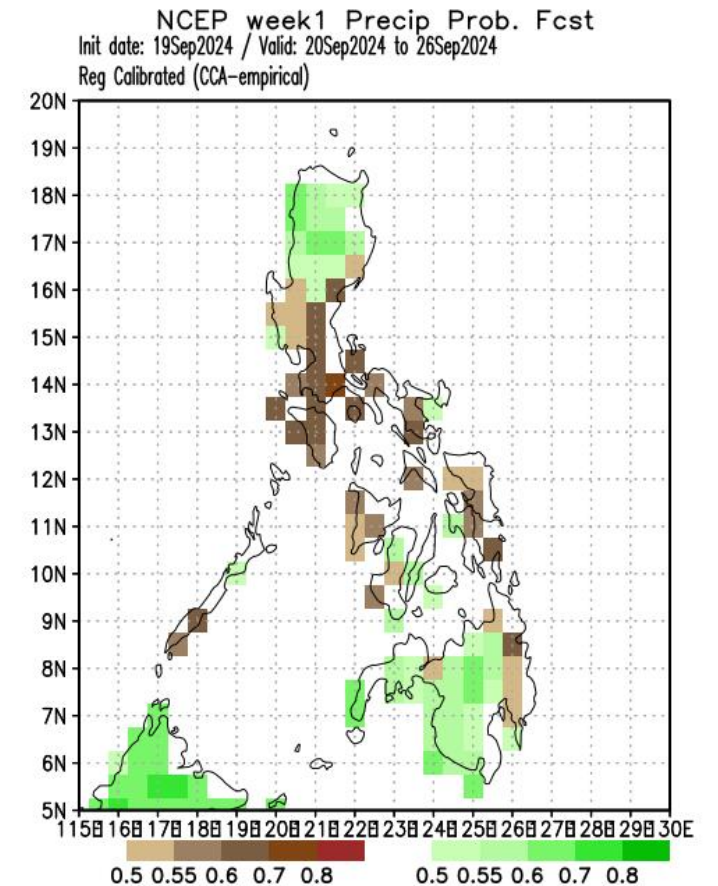 NCEP week1 Precip Prob. Fcst
Init date: 19Sep2024 / Valid: 20Sep2024 to 26Sep2024
Reg Calibrated (CCA-empirical)
20N
19N
18N
17N
16N
15N
14N
13N
12N
11N
10N
9N
8N
7N
6N
5N
115E 116E 117E 118E 119E 120E 121E 122E 123E 124E 125E 126E 127E 128E 129E 130E
0.5 0.55 0.6 0.7 0.8 0.5 0.55 0.6 0.7 0.8